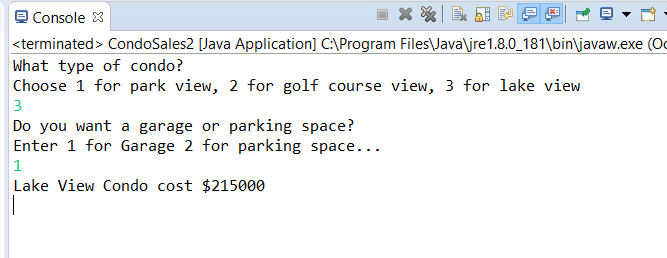 Console
<terminated> CondoSales2 [Java Application] C:\Program Files\Java\jre1.8.0_181\bin\javaw.exe (Oc
What type of condo?
Choose 1 for park view, 2 for golf course view, 3 for lake view
3
Do you want a garage or parking space?
Enter 1 for Garage 2 for parking space...
1
Lake View Condo cost $215000